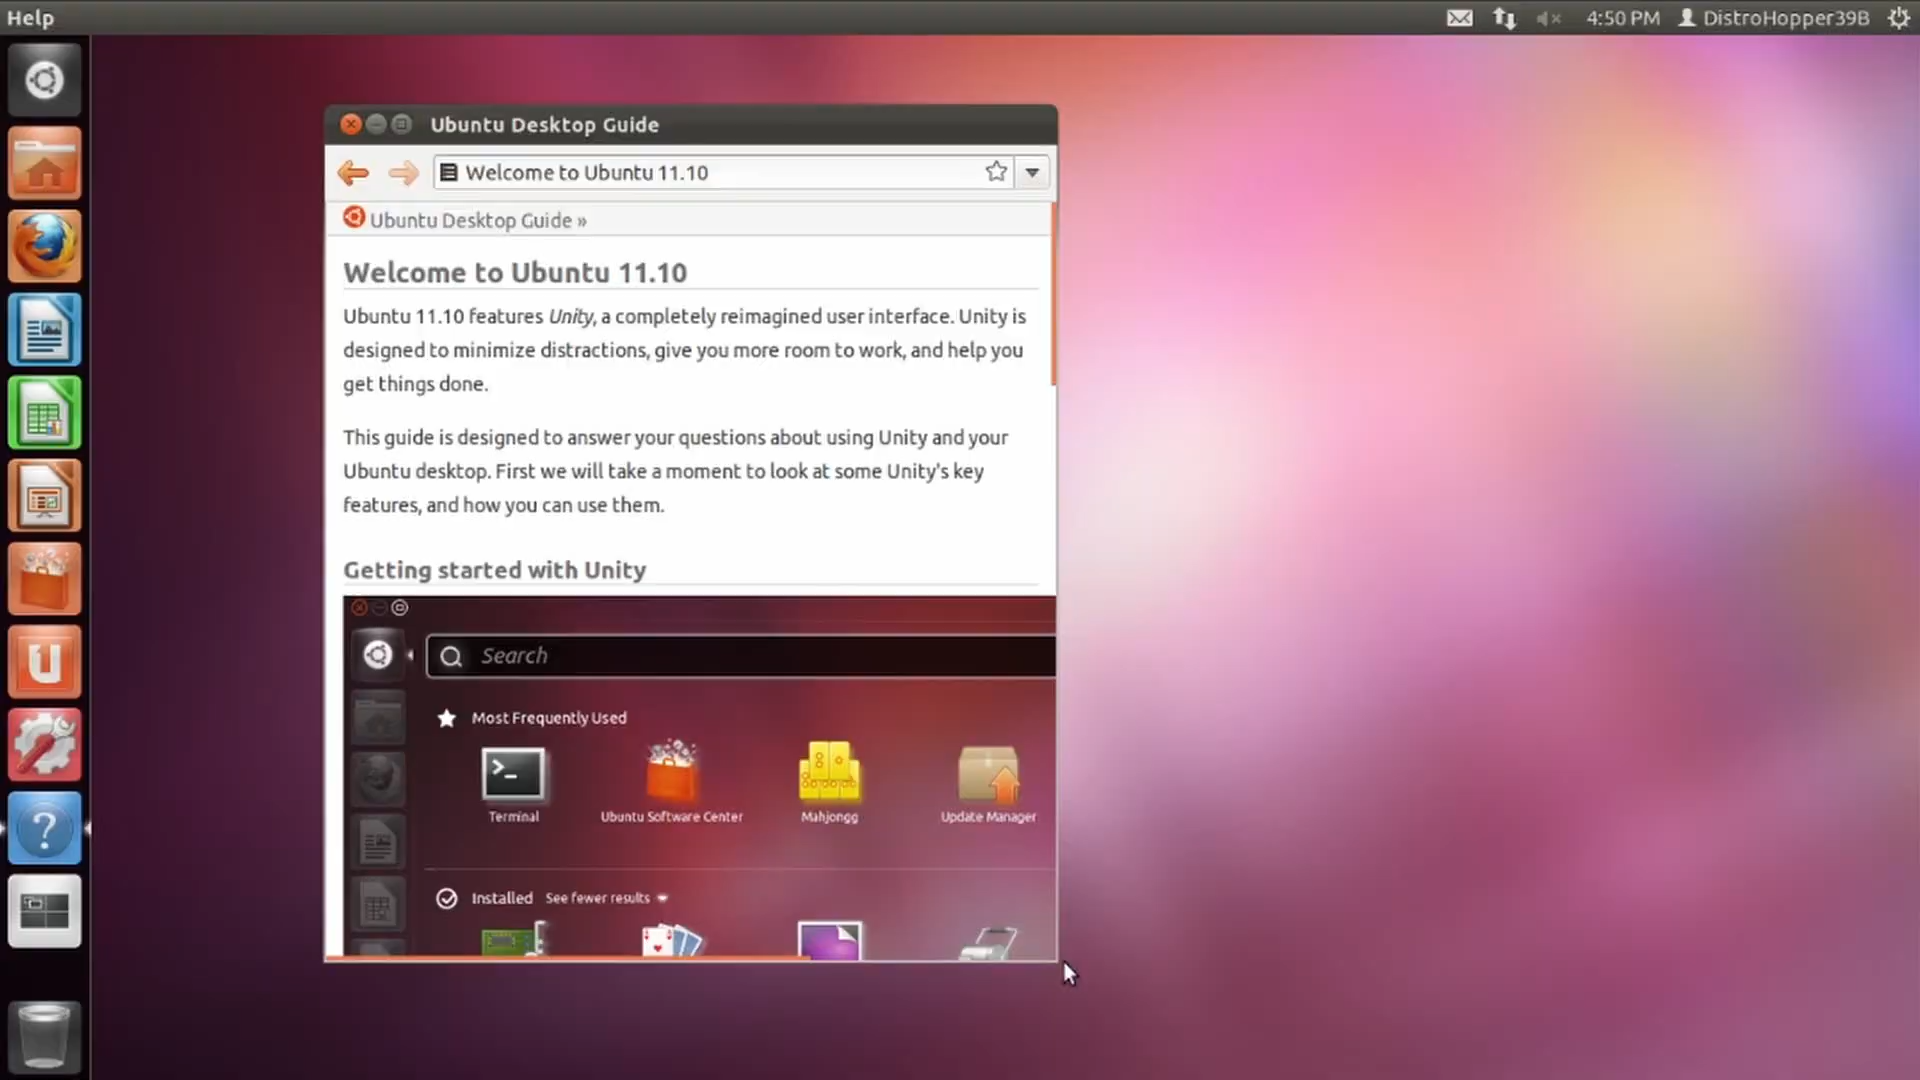 Help
4:50 PM DistroHopper39B
Ubuntu Desktop Guide
Welcome to Ubuntu 11.10
Ubuntu Desktop Guide »
Welcome to Ubuntu 11.10
Ubuntu 11.10 features Unity, a completely reimagined user interface. Unity is
designed to minimize distractions, give you more room to work, and help you
get things done.
This guide is designed to answer your questions about using Unity and your
Ubuntu desktop. First we will take a moment to look at some Unity's key
features, and how you can use them.
Getting started with Unity
Search
Most Frequently Used
Terminal Ubuntu Software Center Mahjongg Update Manager
Installed See fewer results